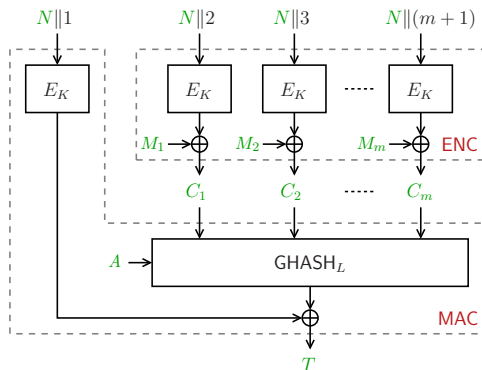 N‖1 N‖2 N‖3 N‖(m + 1)
E_K E_K E_K E_K
M_1 M_2 M_m ENC
C_1 C_2 C_m
A GHASH_L
MAC
T